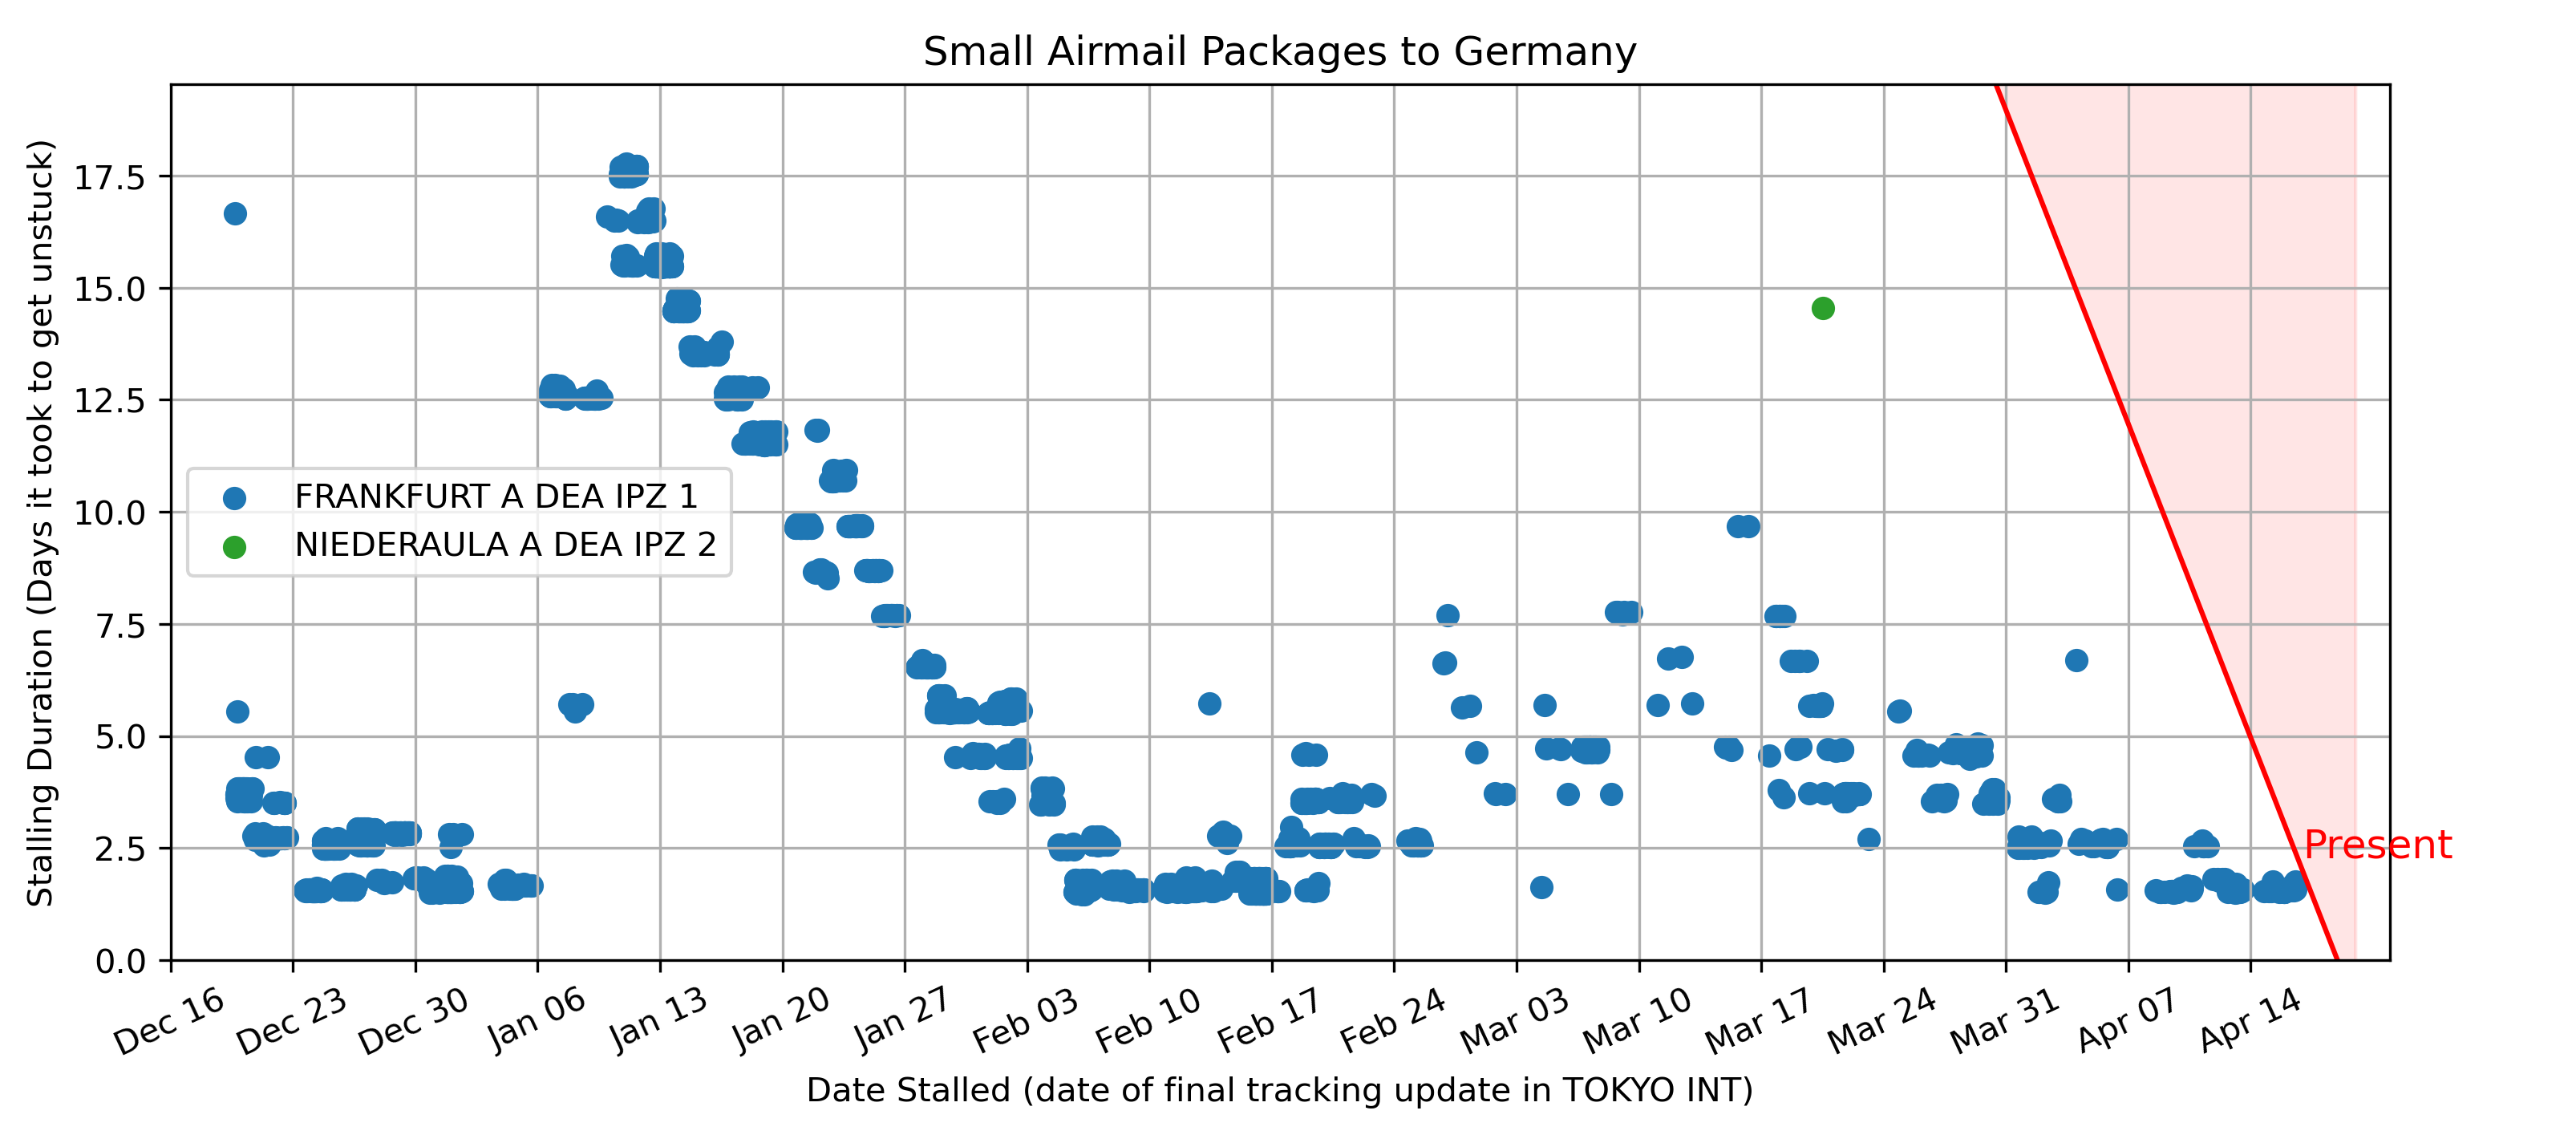 Small Airmail Packages to Germany
Stalling Duration (Days it took to get unstuck)
17.5
15.0
12.5
10.0
7.5
5.0
2.5
0.0
FRANKFURT A DEA IPZ 1
NIEDERAULA A DEA IPZ 2
Present
Dec 16
Dec 23
Dec 30
Jan 06
Jan 13
Jan 20
Jan 27
Feb 03
Feb 10
Feb 17
Feb 24
Mar 03
Mar 10
Mar 17
Mar 24
Mar 31
Apr 07
Apr 14
Date Stalled (date of final tracking update in TOKYO INT)